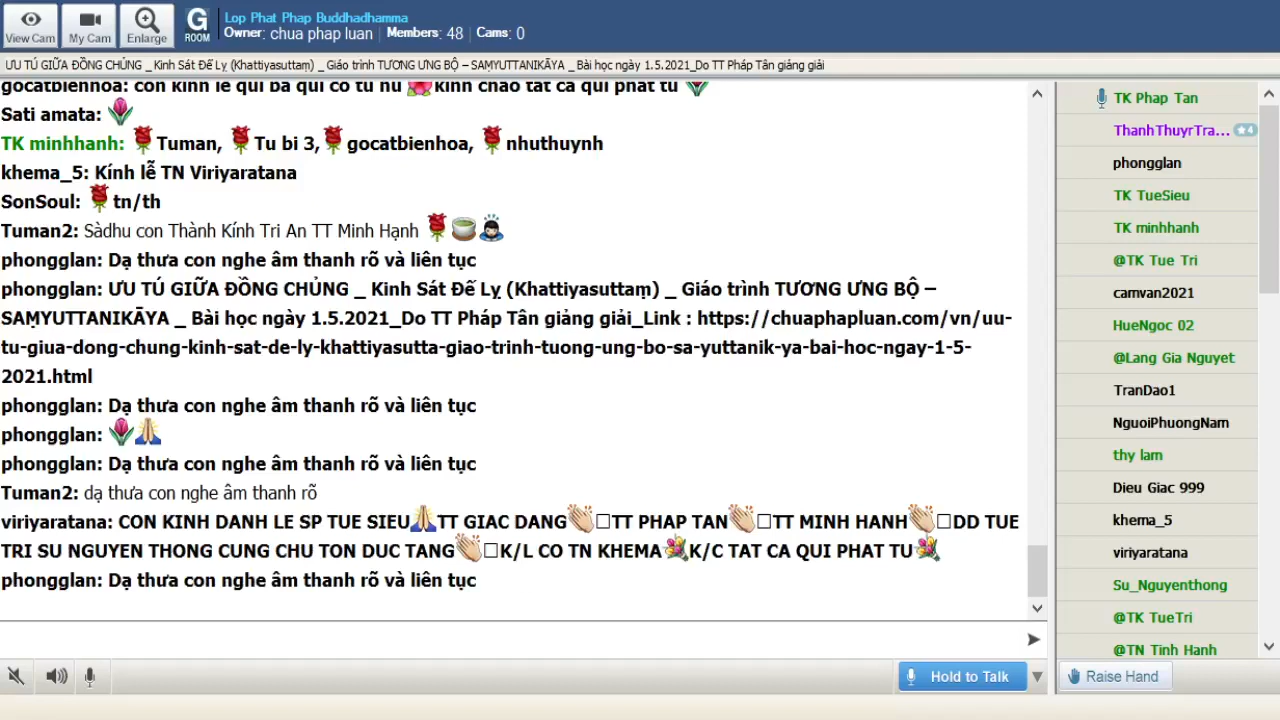 View Cam
My Cam
Enlarge
G
ROOM
Lop Phat Phap Buddhadhamma
Owner: chua phap luan Members: 48 Cams: 0
ƯU TÚ GIỮA ĐỒNG CHỦNG _ Kinh Sát Đế Lỵ (Khattiyasuttaṃ) _ Giáo trình TƯƠNG ƯNG BỘ – SAṂYUTTANIKĀYA _ Bài học ngày 1.5.2021_Do TT Pháp Tân giảng giải
Sati amata:
TK minhhanh: Tuman, Tu bi 3, gocatbienhoa, nhuthuynh
khema_5: Kính lễ TN Viriyaratana
SonSoul: tn/th
Tuman2: Sàdhu con Thành Kính Tri An TT Minh Hạnh
phongglan: Dạ thưa con nghe âm thanh rõ và liên tục
phongglan: ƯU TÚ GIỮA ĐỒNG CHỦNG _ Kinh Sát Đế Lỵ (Khattiyasuttaṃ) _ Giáo trình TƯƠNG ƯNG BỘ –
SAṂYUTTANIKĀYA _ Bài học ngày 1.5.2021_Do TT Pháp Tân giảng giải_Link : https://chuaphapluan.com/vn/uu-
tu-giua-dong-chung-kinh-sat-de-ly-khattiyasutta-giao-trinh-tuong-ung-bo-sa-yuttanik-ya-bai-hoc-ngay-1-5-
2021.html
phongglan: Dạ thưa con nghe âm thanh rõ và liên tục
phongglan:
phongglan: Dạ thưa con nghe âm thanh rõ và liên tục
Tuman2: dạ thưa con nghe âm thanh rõ
viriyaratana: CON KINH DANH LE SP TUE SIEU TT GIAC DANG TT PHAP TAN TT MINH HANH DD TUE
TRI SU NGUYEN THONG CUNG CHU TON DUC TANG K/L CO TN KHEMA K/C TAT CA QUI PHAT TU
phongglan: Dạ thưa con nghe âm thanh rõ và liên tục
Hold to Talk
TK Phap Tan
ThanhThuyrTra... 4
phongglan
TK TueSieu
TK minhhanh
@TK Tue Tri
camvan2021
HueNgoc 02
@Lang Gia Nguyet
TranDao1
NguoiPhuongNam
thy lam
Dieu Giac 999
khema_5
viriyaratana
Su_Nguyenthong
@TK TueTri
@TN Tinh Hanh
Raise Hand